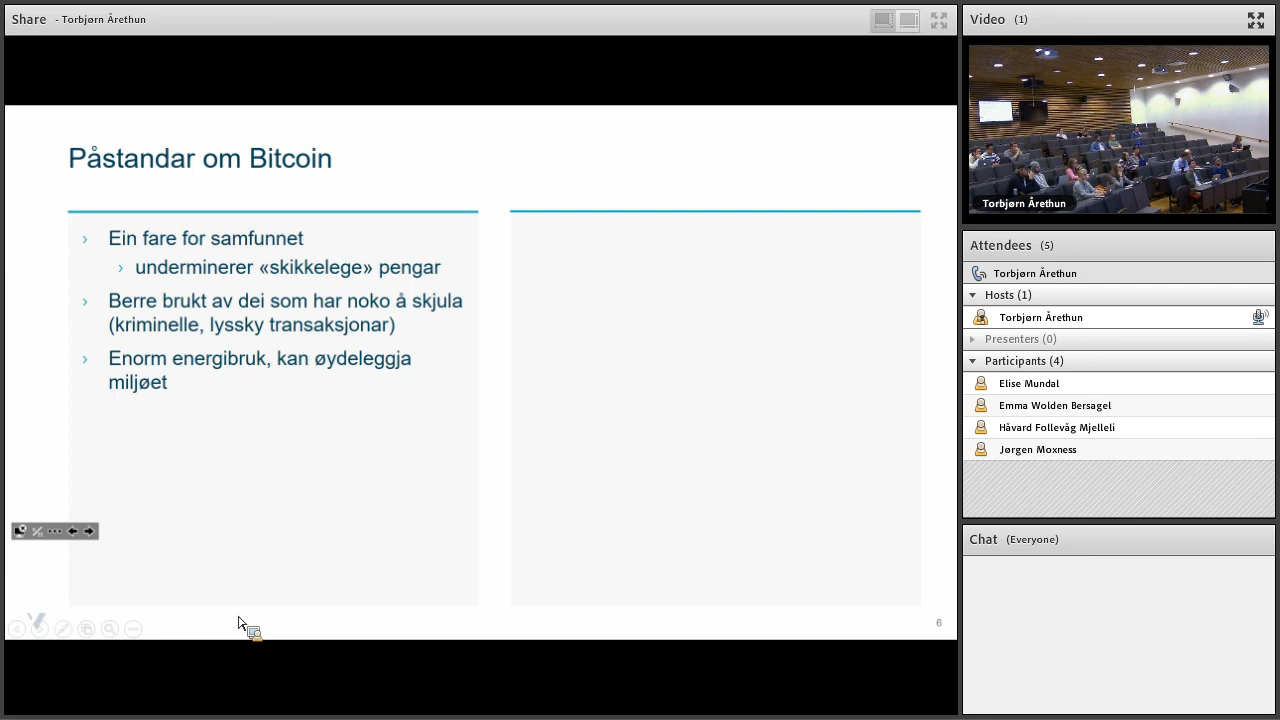 Share - Torbjørn Årethun
Påstandar om Bitcoin
› Ein fare for samfunnet
› underminerer «skikkelege» pengar
› Berre brukt av dei som har noko å skjula
(kriminelle, lyssky transaksjonar)
› Enorm energibruk, kan øydeleggja
miljøet
6
Video (1)
Torbjørn Årethun
Attendees (5)
Torbjørn Årethun
Hosts (1)
Torbjørn Årethun
Presenters (0)
Participants (4)
Elise Mundal
Emma Wolden Bersagel
Håvard Follevåg Mjelleli
Jørgen Moxness
Chat (Everyone)